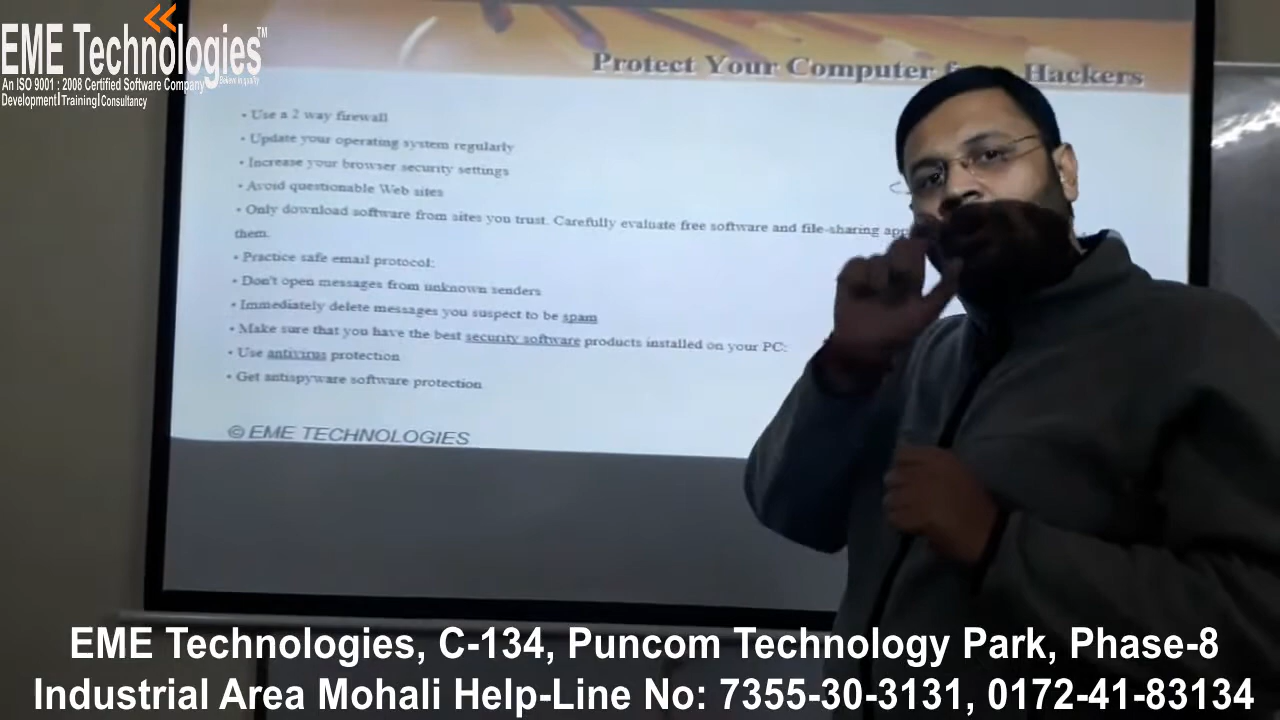 EME Technologies™
Believe in quality
An ISO 9001 : 2008 Certified Software Company
Development|Training|Consultancy
Protect Your Computer Hackers
• Use a 2 way firewall
• Update your operating system regularly
• Increase your browser security settings
• Avoid questionable Web sites
• Only download software from sites you trust. Carefully evaluate free software and file-sharing
them.
• Practice safe email protocol:
• Don't open messages from unknown senders
• Immediately delete messages you suspect to be spam
• Make sure that you have the best security software products installed on your PC:
• Use antivirus protection
• Get antispyware software protection
© EME TECHNOLOGIES
EME Technologies, C-134, Puncom Technology Park, Phase-8
Industrial Area Mohali Help-Line No: 7355-30-3131, 0172-41-83134